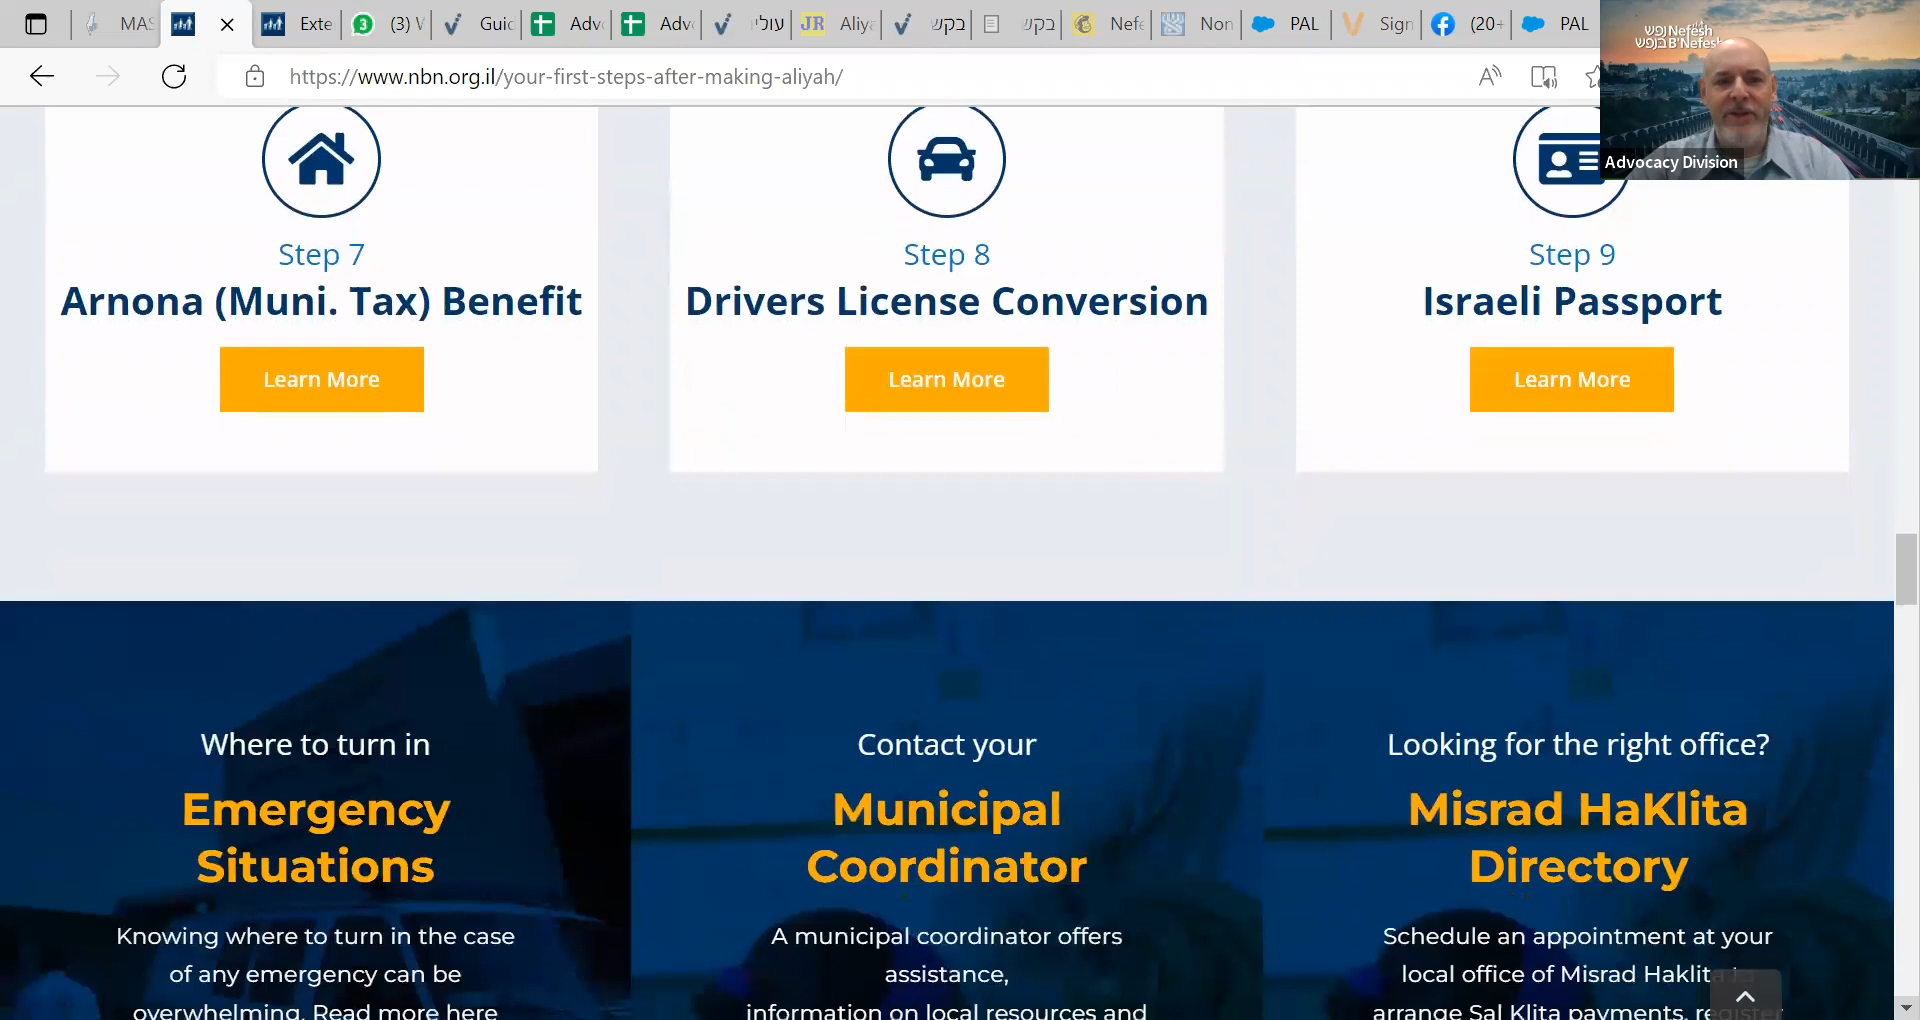 MAS
Exte
3
(3) V
Guid
Adv
Adv
עולי
JR
Aliya
בקש
בקש
Nefe
Non
PAL
Sign
(20+
PAL
https://www.nbn.org.il/your-first-steps-after-making-aliyah/
נפש Nefesh
בנפש B'Nefesh
Advocacy Division
Step 7
Arnona (Muni. Tax) Benefit
Learn More
Step 8
Drivers License Conversion
Learn More
Step 9
Israeli Passport
Learn More
Where to turn in
Emergency
Situations
Knowing where to turn in the case
of any emergency can be
overwhelming. Read more here
Contact your
Municipal
Coordinator
A municipal coordinator offers
assistance,
information on local resources and
Looking for the right office?
Misrad HaKlita
Directory
Schedule an appointment at your
local office of Misrad Haklita to
arrange Sal Klita payments, register